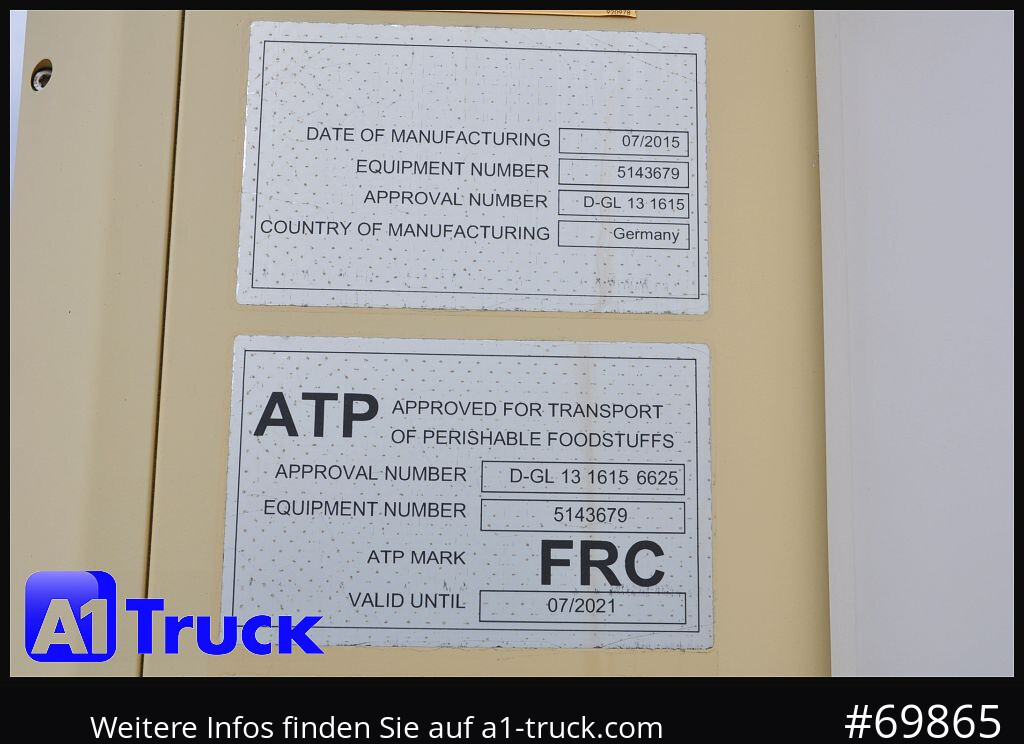 920978
DATE OF MANUFACTURING 07/2015
EQUIPMENT NUMBER 5143679
APPROVAL NUMBER D-GL 13 1615
COUNTRY OF MANUFACTURING Germany
ATP APPROVED FOR TRANSPORT
OF PERISHABLE FOODSTUFFS
APPROVAL NUMBER D-GL 13 1615 6625
EQUIPMENT NUMBER 5143679
ATP MARK FRC
VALID UNTIL 07/2021
A1 Truck
Weitere Infos finden Sie auf a1-truck.com #69865